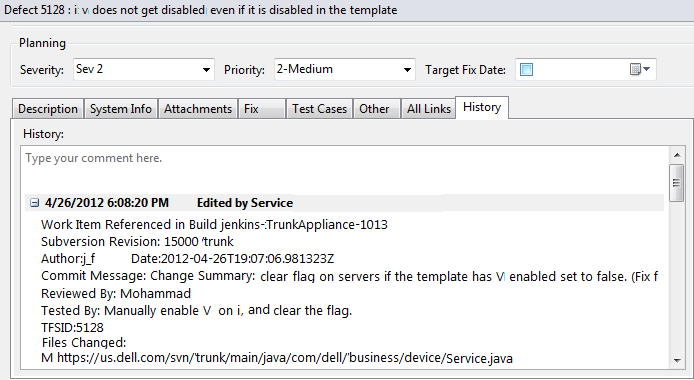 Defect 5128 : does not get disabled even if it is disabled in the template
Planning
Severity: Sev 2 Priority: 2-Medium Target Fix Date:
Description System Info Attachments Fix Test Cases Other All Links History
History:
Type your comment here.
4/26/2012 6:08:20 PM Edited by Service
Work Item Referenced in Build jenkins-:TrunkAppliance-1013
Subversion Revision: 15000 'trunk
Author:j_f Date:2012-04-26T19:07:06.981323Z
Commit Message: Change Summary: clear flag on servers if the template has V enabled set to false. (Fix f
Reviewed By: Mohammad
Tested By: Manually enable V on i, and clear the flag.
TFSID:5128
Files Changed:
M https://us.dell.com/svn/'trunk/main/java/com/dell/'business/device/Service.java